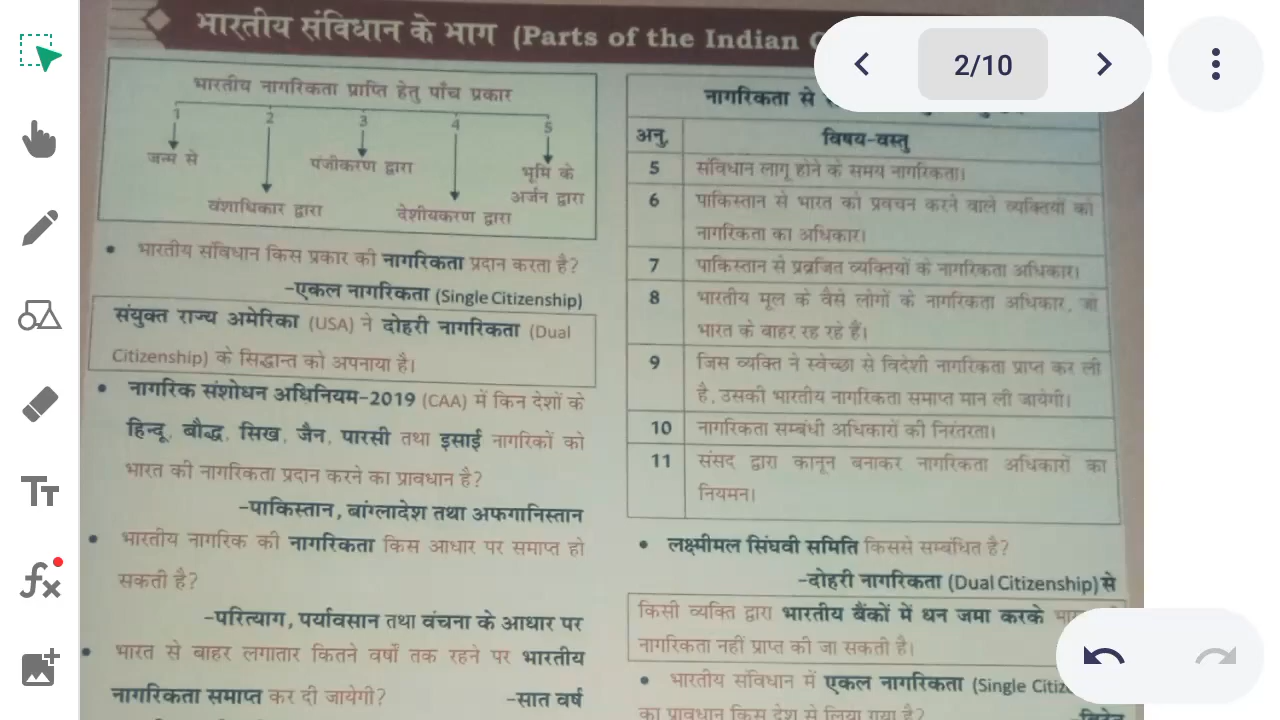 भारतीय संविधान के भाग (Parts of the Indian
2/10
भारतीय नागरिकता प्राप्ति हेतु पाँच प्रकार
1 2 3 4 5
जन्म से
वंशाधिकार द्वारा
पंजीकरण द्वारा
देशीयकरण द्वारा
भूमि के
अर्जन द्वारा
• भारतीय संविधान किस प्रकार की नागरिकता प्रदान करता है?
-एकल नागरिकता (Single Citizenship)
संयुक्त राज्य अमेरिका (USA) ने दोहरी नागरिकता (Dual
Citizenship) के सिद्धान्त को अपनाया है।
• नागरिक संशोधन अधिनियम-2019 (CAA) में किन देशों के
हिन्दू, बौद्ध, सिख, जैन, पारसी तथा इसाई नागरिकों को
भारत की नागरिकता प्रदान करने का प्रावधान है?
-पाकिस्तान, बांग्लादेश तथा अफगानिस्तान
• भारतीय नागरिक की नागरिकता किस आधार पर समाप्त हो
सकती है?
-परित्याग, पर्यावसान तथा वंचना के आधार पर
• भारत से बाहर लगातार कितने वर्षों तक रहने पर भारतीय
नागरिकता समाप्त कर दी जायेगी? -सात वर्ष
नागरिकता से
अनु. विषय-वस्तु
5 संविधान लागू होने के समय नागरिकता।
6 पाकिस्तान से भारत को प्रवचन करने वाले व्यक्तियों को
नागरिकता का अधिकार।
7 पाकिस्तान से प्रव्रजित व्यक्तियों के नागरिकता अधिकार।
8 भारतीय मूल के वैसे लोगों के नागरिकता अधिकार, जो
भारत के बाहर रह रहे हैं।
9 जिस व्यक्ति ने स्वेच्छा से विदेशी नागरिकता प्राप्त कर ली
है, उसकी भारतीय नागरिकता समाप्त मान ली जायेगी।
10 नागरिकता सम्बंधी अधिकारों की निरंतरता।
11 संसद द्वारा कानून बनाकर नागरिकता अधिकारों का
नियमन।
• लक्ष्मीमल सिंघवी समिति किससे सम्बंधित है?
-दोहरी नागरिकता (Dual Citizenship) से
किसी व्यक्ति द्वारा भारतीय बैंकों में धन जमा करके
नागरिकता नहीं प्राप्त की जा सकती है।
• भारतीय संविधान में एकल नागरिकता (Single
का प्रावधान किस देश से लिया गया है?